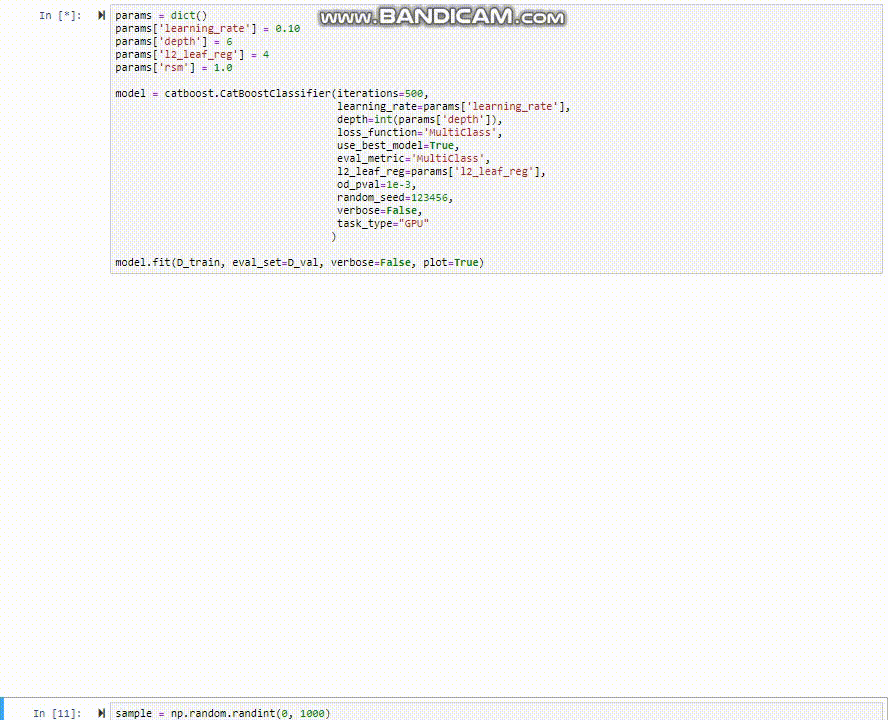 www.BANDICAM.com
In [*]:
params = dict()
params['learning_rate'] = 0.10
params['depth'] = 6
params['l2_leaf_reg'] = 4
params['rsm'] = 1.0
model = catboost.CatBoostClassifier(iterations=500,
learning_rate=params['learning_rate'],
depth=int(params['depth']),
loss_function='MultiClass',
use_best_model=True,
eval_metric='MultiClass',
l2_leaf_reg=params['l2_leaf_reg'],
od_pval=1e-3,
random_seed=123456,
verbose=False,
task_type="GPU"
)
model.fit(D_train, eval_set=D_val, verbose=False, plot=True)
In [11]:
sample = np.random.randint(0, 1000)